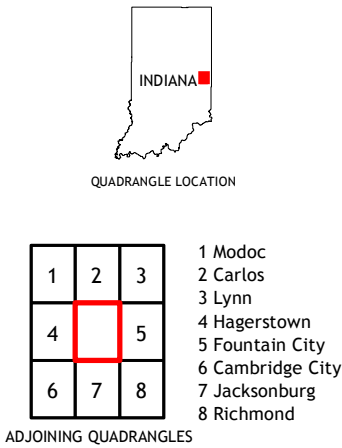 INDIANA
QUADRANGLE LOCATION
1 2 3
4 5
6 7 8
1 Modoc
2 Carlos
3 Lynn
4 Hagerstown
5 Fountain City
6 Cambridge City
7 Jacksonburg
8 Richmond
ADJOINING QUADRANGLES